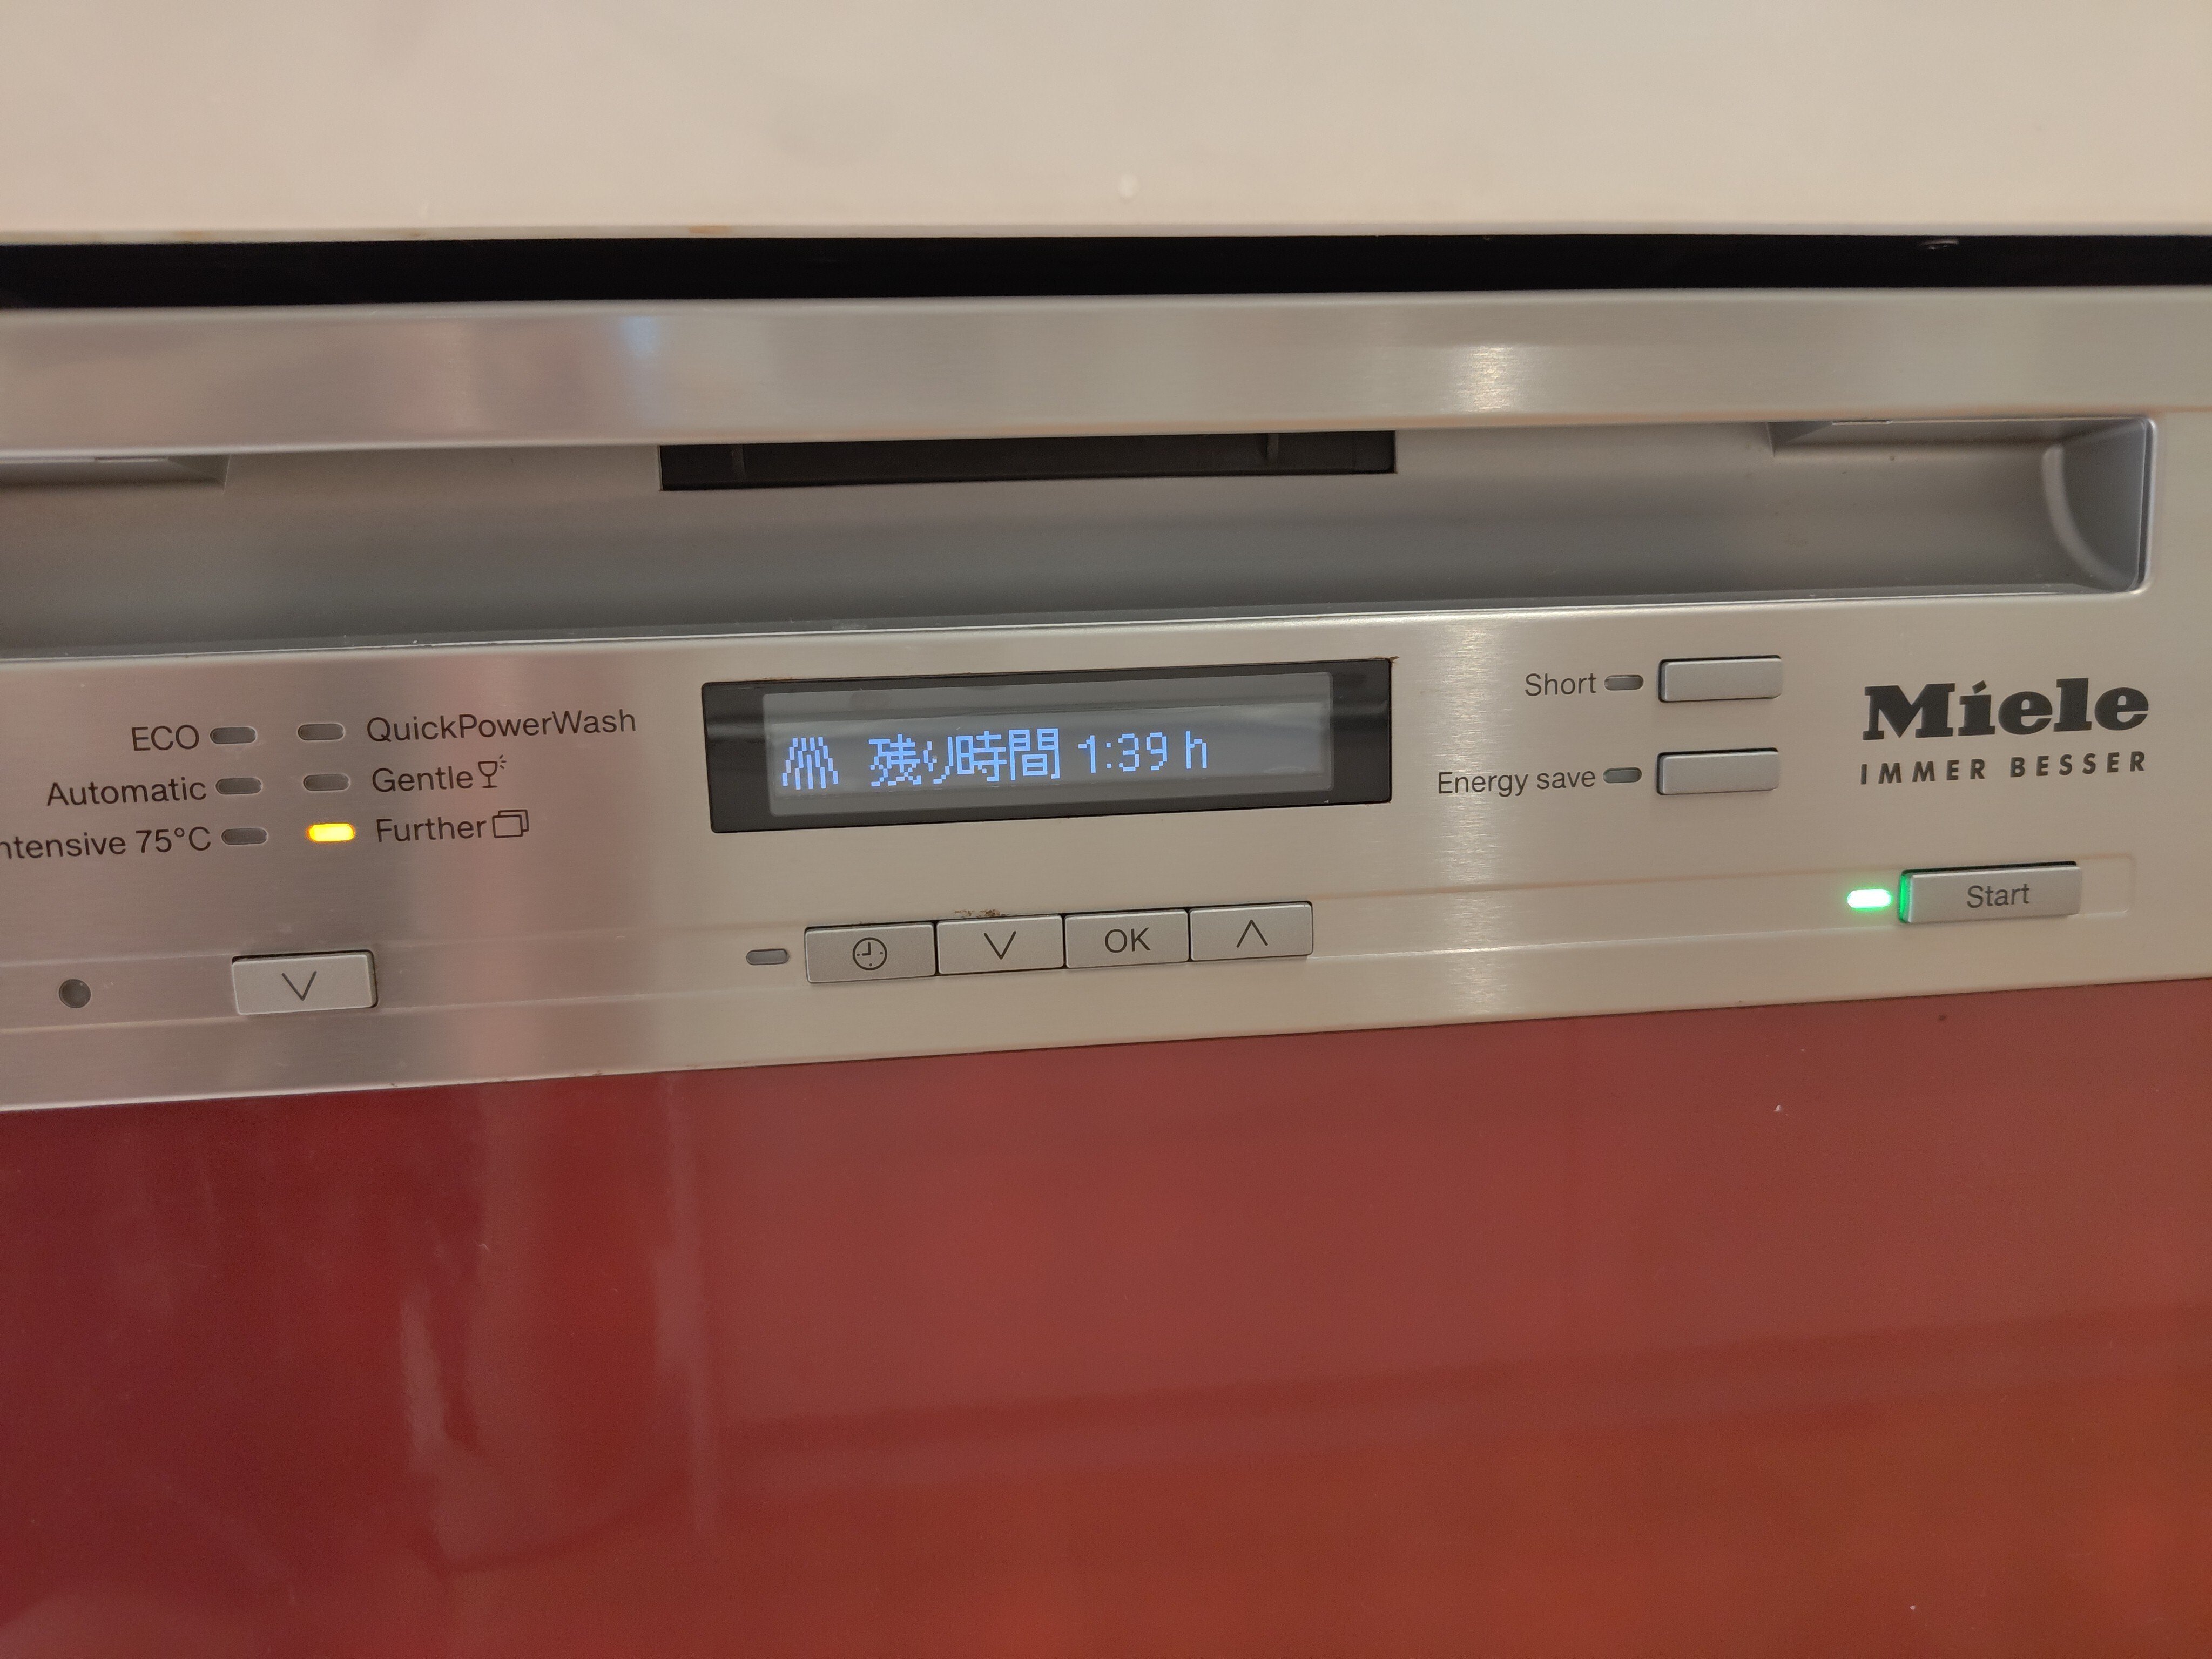 ECO
QuickPowerWash
Automatic
Gentle
ntensive 75°C
Further
残り時間 1:39 h
Short
Energy save
Miele
IMMER BESSER
OK
Start